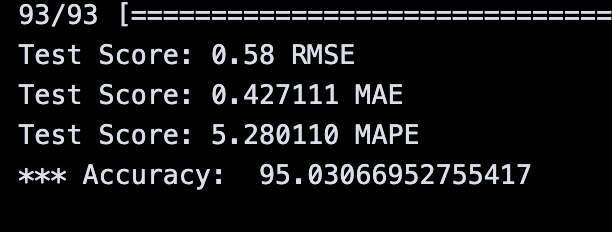 93/93 [==============================
Test Score: 0.58 RMSE
Test Score: 0.427111 MAE
Test Score: 5.280110 MAPE
*** Accuracy:  95.03066952755417